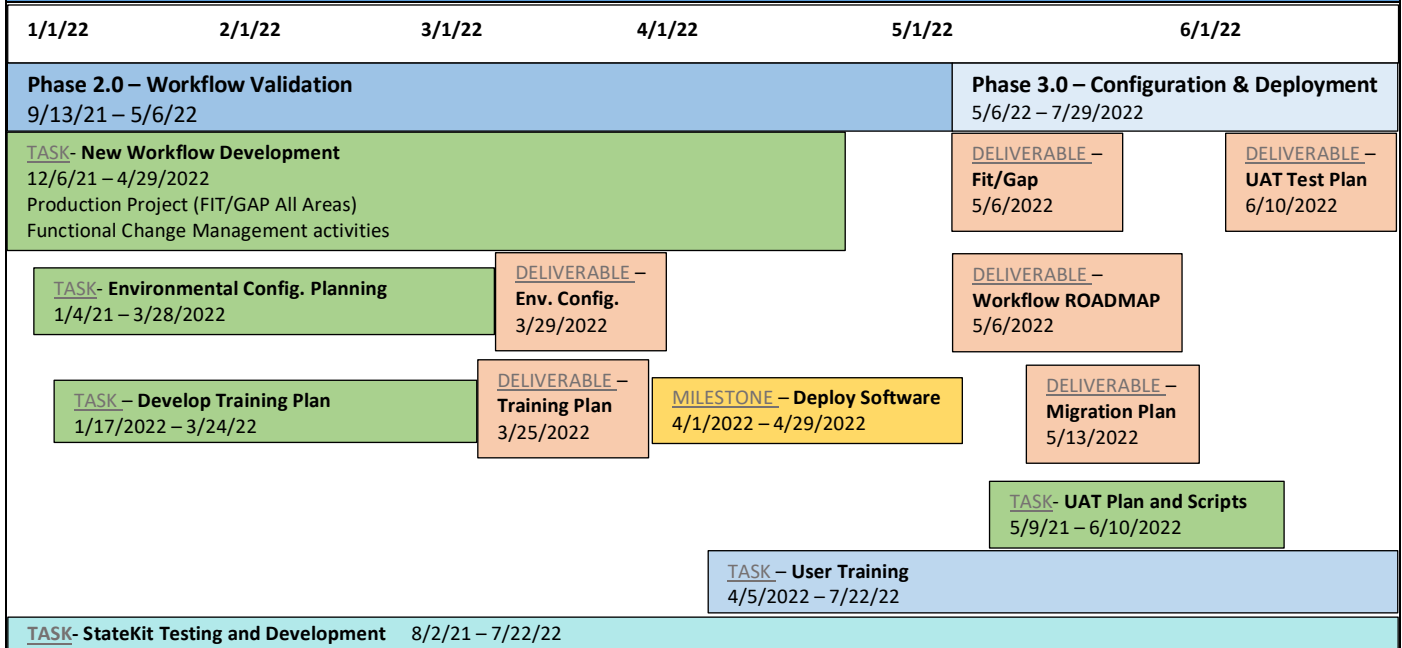 1/1/22 2/1/22 3/1/22 4/1/22 5/1/22 6/1/22
Phase 2.0 – Workflow Validation
9/13/21 – 5/6/22
Phase 3.0 – Configuration & Deployment
5/6/22 – 7/29/2022
TASK- New Workflow Development
12/6/21 – 4/29/2022
Production Project (FIT/GAP All Areas)
Functional Change Management activities
DELIVERABLE –
Fit/Gap
5/6/2022
DELIVERABLE –
UAT Test Plan
6/10/2022
TASK- Environmental Config. Planning
1/4/21 – 3/28/2022
DELIVERABLE –
Env. Config.
3/29/2022
DELIVERABLE –
Workflow ROADMAP
5/6/2022
TASK – Develop Training Plan
1/17/2022 – 3/24/22
DELIVERABLE –
Training Plan
3/25/2022
MILESTONE – Deploy Software
4/1/2022 – 4/29/2022
DELIVERABLE –
Migration Plan
5/13/2022
TASK- UAT Plan and Scripts
5/9/21 – 6/10/2022
TASK – User Training
4/5/2022 – 7/22/22
TASK- StateKit Testing and Development 8/2/21 – 7/22/22